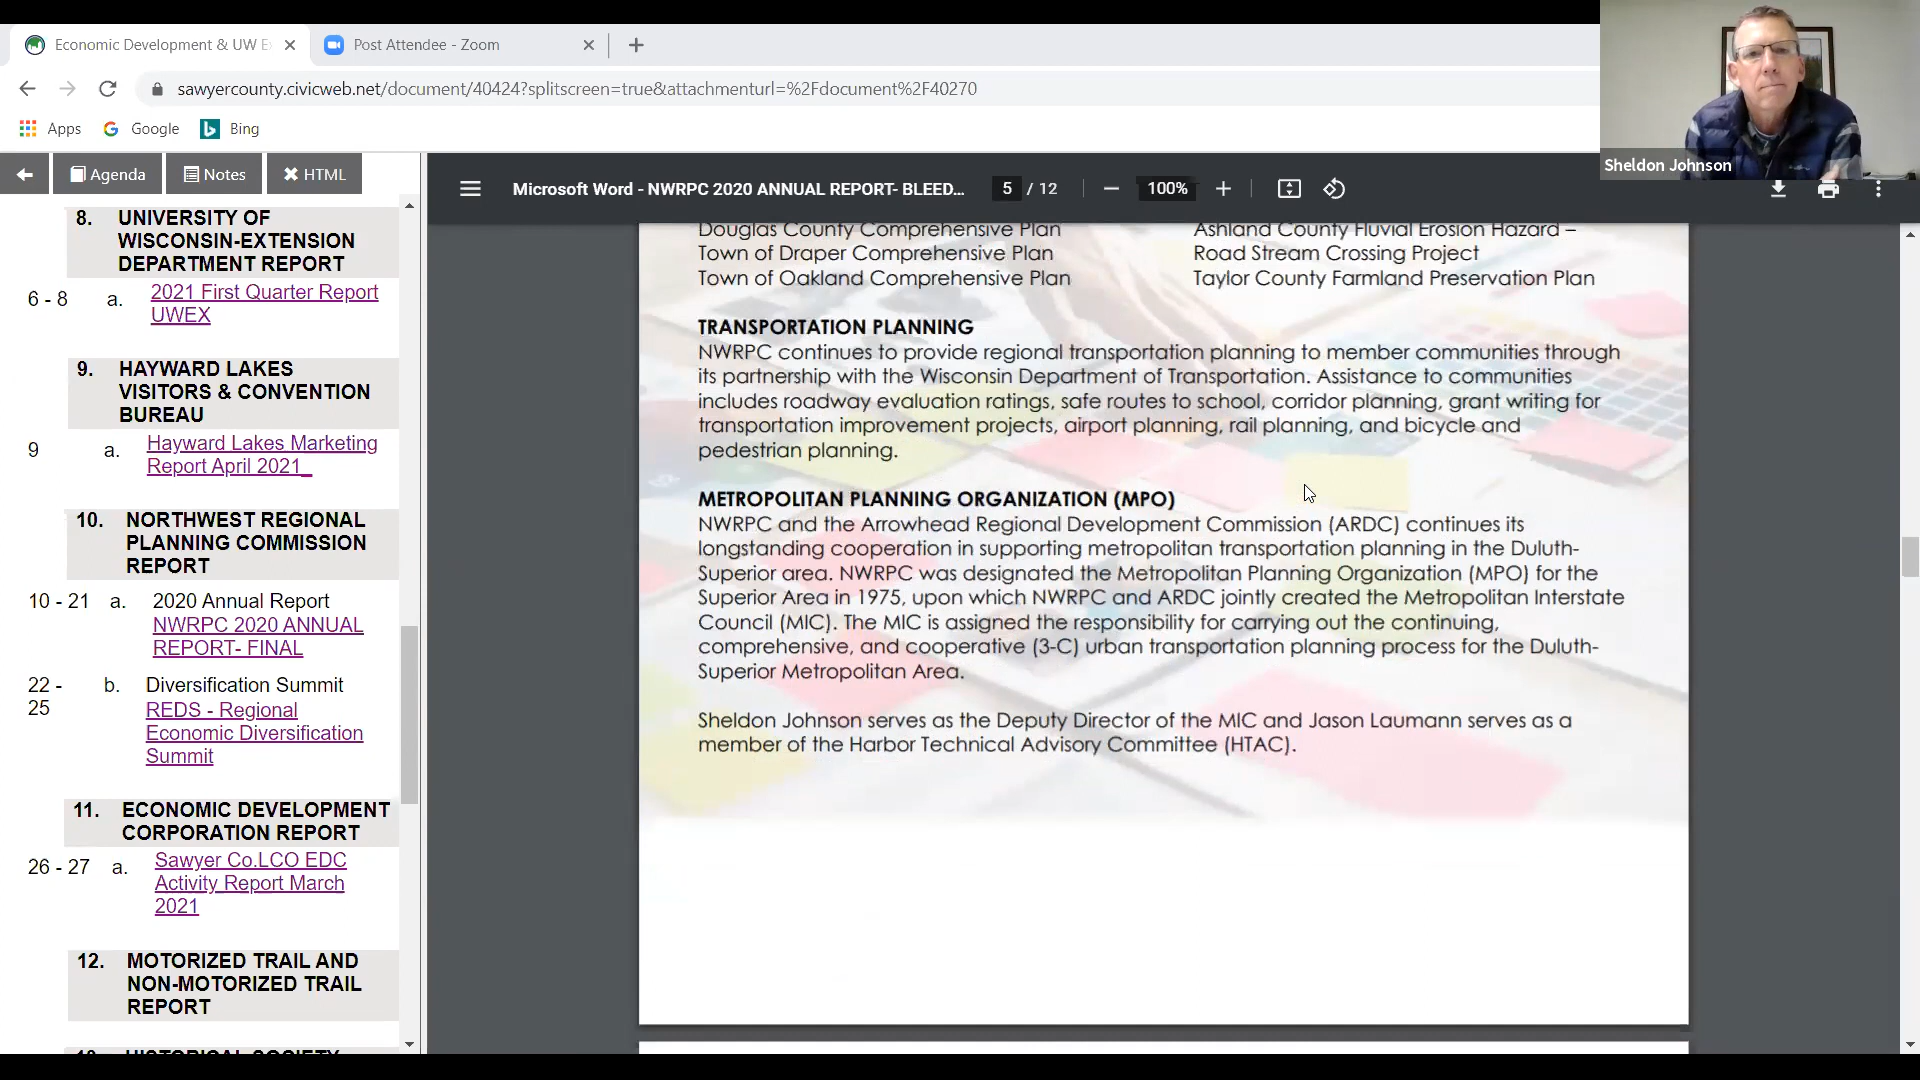 Economic Development & UW E
Post Attendee - Zoom
sawyercounty.civicweb.net/document/40424?splitscreen=true&attachmenturl=%2Fdocument%2F40270
Apps
Google
Bing
Sheldon Johnson
Agenda
Notes
HTML
8. UNIVERSITY OF
WISCONSIN-EXTENSION
DEPARTMENT REPORT
6 - 8 a. 2021 First Quarter Report
UWEX
9. HAYWARD LAKES
VISITORS & CONVENTION
BUREAU
9 a. Hayward Lakes Marketing
Report April 2021_
10. NORTHWEST REGIONAL
PLANNING COMMISSION
REPORT
10 - 21 a. 2020 Annual Report
NWRPC 2020 ANNUAL
REPORT- FINAL
22 - 25 b. Diversification Summit
REDS - Regional
Economic Diversification
Summit
11. ECONOMIC DEVELOPMENT
CORPORATION REPORT
26 - 27 a. Sawyer Co.LCO EDC
Activity Report March
2021
12. MOTORIZED TRAIL AND
NON-MOTORIZED TRAIL
REPORT
HISTORICAL SOCIETY
Microsoft Word - NWRPC 2020 ANNUAL REPORT- BLEED...
5 / 12
100%
Douglas County Comprehensive Plan
Town of Draper Comprehensive Plan
Town of Oakland Comprehensive Plan
Ashland County Fluvial Erosion Hazard –
Road Stream Crossing Project
Taylor County Farmland Preservation Plan
TRANSPORTATION PLANNING
NWRPC continues to provide regional transportation planning to member communities through
its partnership with the Wisconsin Department of Transportation. Assistance to communities
includes roadway evaluation ratings, safe routes to school, corridor planning, grant writing for
transportation improvement projects, airport planning, rail planning, and bicycle and
pedestrian planning.
METROPOLITAN PLANNING ORGANIZATION (MPO)
NWRPC and the Arrowhead Regional Development Commission (ARDC) continues its
longstanding cooperation in supporting metropolitan transportation planning in the Duluth-
Superior area. NWRPC was designated the Metropolitan Planning Organization (MPO) for the
Superior Area in 1975, upon which NWRPC and ARDC jointly created the Metropolitan Interstate
Council (MIC). The MIC is assigned the responsibility for carrying out the continuing,
comprehensive, and cooperative (3-C) urban transportation planning process for the Duluth-
Superior Metropolitan Area.
Sheldon Johnson serves as the Deputy Director of the MIC and Jason Laumann serves as a
member of the Harbor Technical Advisory Committee (HTAC).